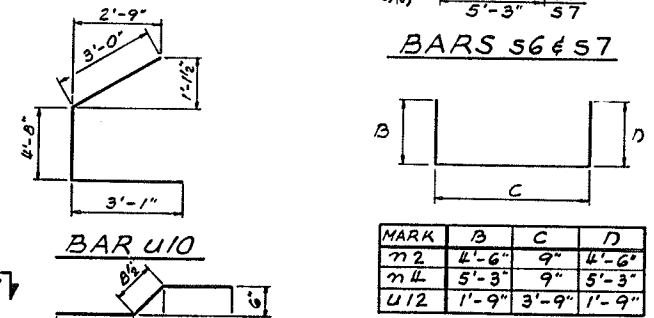 2'-9"
3'-0"
1'-1½"
4'-8"
3'-1"
BAR U10
8½"
6"
5'-3" S7
BARS S6 & S7
B
D
C
MARK B C D
n2 4'-6" 9" 4'-6"
n4 5'-3" 9" 5'-3"
U12 1'-9" 3'-9" 1'-9"